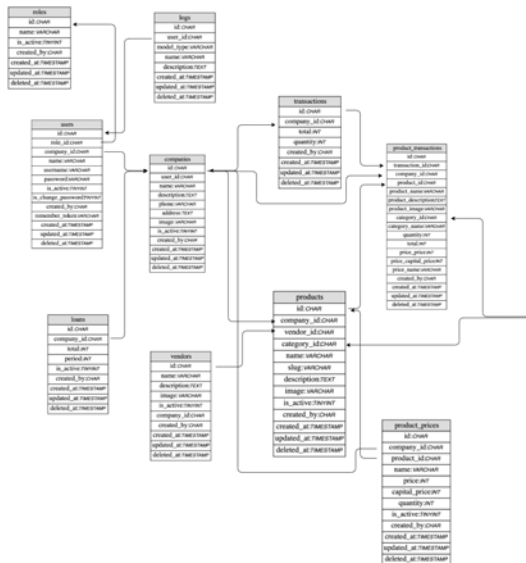 roles
id:CHAR
name:VARCHAR
is_active:TINYINT
created_by:CHAR
created_at:TIMESTAMP
updated_at:TIMESTAMP
deleted_at:TIMESTAMP
logs
id:CHAR
user_id:CHAR
model_type:VARCHAR
name:VARCHAR
description:TEXT
created_at:TIMESTAMP
updated_at:TIMESTAMP
deleted_at:TIMESTAMP
users
id:CHAR
role_id:CHAR
company_id:CHAR
name:VARCHAR
username:VARCHAR
password:VARCHAR
is_active:TINYINT
is_change_password:TINYINT
created_by:CHAR
remember_token:VARCHAR
created_at:TIMESTAMP
updated_at:TIMESTAMP
deleted_at:TIMESTAMP
companies
id:CHAR
user_id:CHAR
name:VARCHAR
description:TEXT
phone:VARCHAR
address:TEXT
image:VARCHAR
is_active:TINYINT
created_by:CHAR
created_at:TIMESTAMP
updated_at:TIMESTAMP
deleted_at:TIMESTAMP
transactions
id:CHAR
company_id:CHAR
total:INT
quantity:INT
created_by:CHAR
created_at:TIMESTAMP
updated_at:TIMESTAMP
deleted_at:TIMESTAMP
product_transactions
id:CHAR
transaction_id:CHAR
company_id:CHAR
product_id:CHAR
product_name:VARCHAR
product_description:TEXT
product_image:VARCHAR
category_id:CHAR
category_name:VARCHAR
quantity:INT
total:INT
price_price:INT
price_capital_price:INT
price_name:VARCHAR
created_by:CHAR
created_at:TIMESTAMP
updated_at:TIMESTAMP
deleted_at:TIMESTAMP
loans
id:CHAR
company_id:CHAR
total:INT
period:INT
is_active:TINYINT
created_by:CHAR
created_at:TIMESTAMP
updated_at:TIMESTAMP
deleted_at:TIMESTAMP
vendors
id:CHAR
name:VARCHAR
description:TEXT
image:VARCHAR
is_active:TINYINT
company_id:CHAR
created_by:CHAR
created_at:TIMESTAMP
updated_at:TIMESTAMP
deleted_at:TIMESTAMP
products
id:CHAR
company_id:CHAR
vendor_id:CHAR
category_id:CHAR
name:VARCHAR
slug:VARCHAR
description:TEXT
image:VARCHAR
is_active:TINYINT
created_by:CHAR
created_at:TIMESTAMP
updated_at:TIMESTAMP
deleted_at:TIMESTAMP
product_prices
id:CHAR
company_id:CHAR
product_id:CHAR
name:VARCHAR
price:INT
capital_price:INT
quantity:INT
is_active:TINYINT
created_by:CHAR
created_at:TIMESTAMP
updated_at:TIMESTAMP
deleted_at:TIMESTAMP